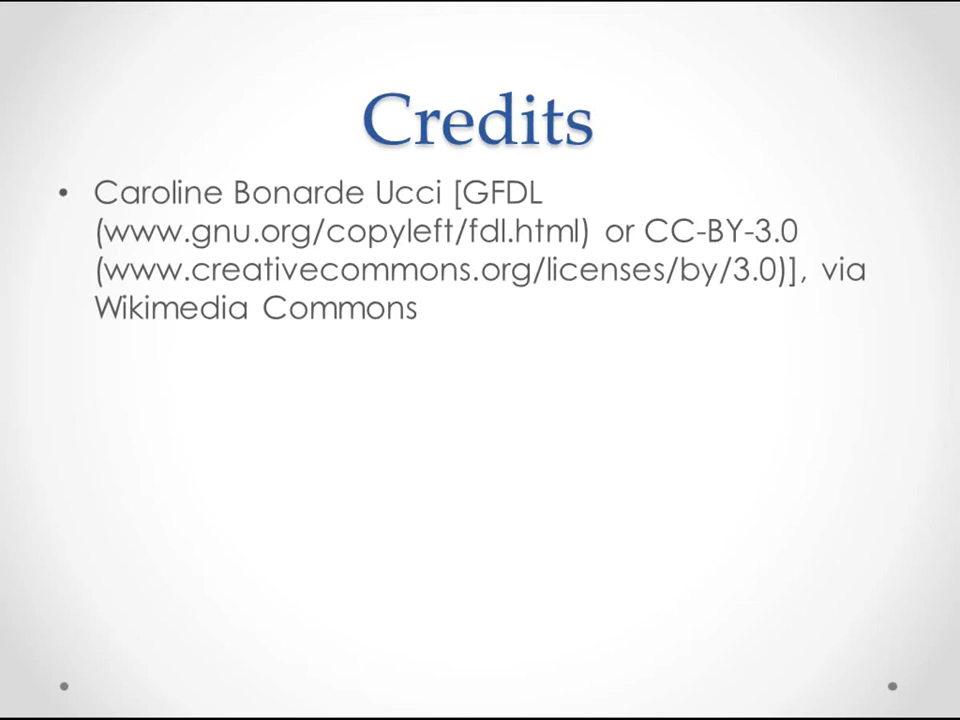 Credits
• Caroline Bonarde Ucci [GFDL
(www.gnu.org/copyleft/fdl.html) or CC-BY-3.0
(www.creativecommons.org/licenses/by/3.0)], via
Wikimedia Commons